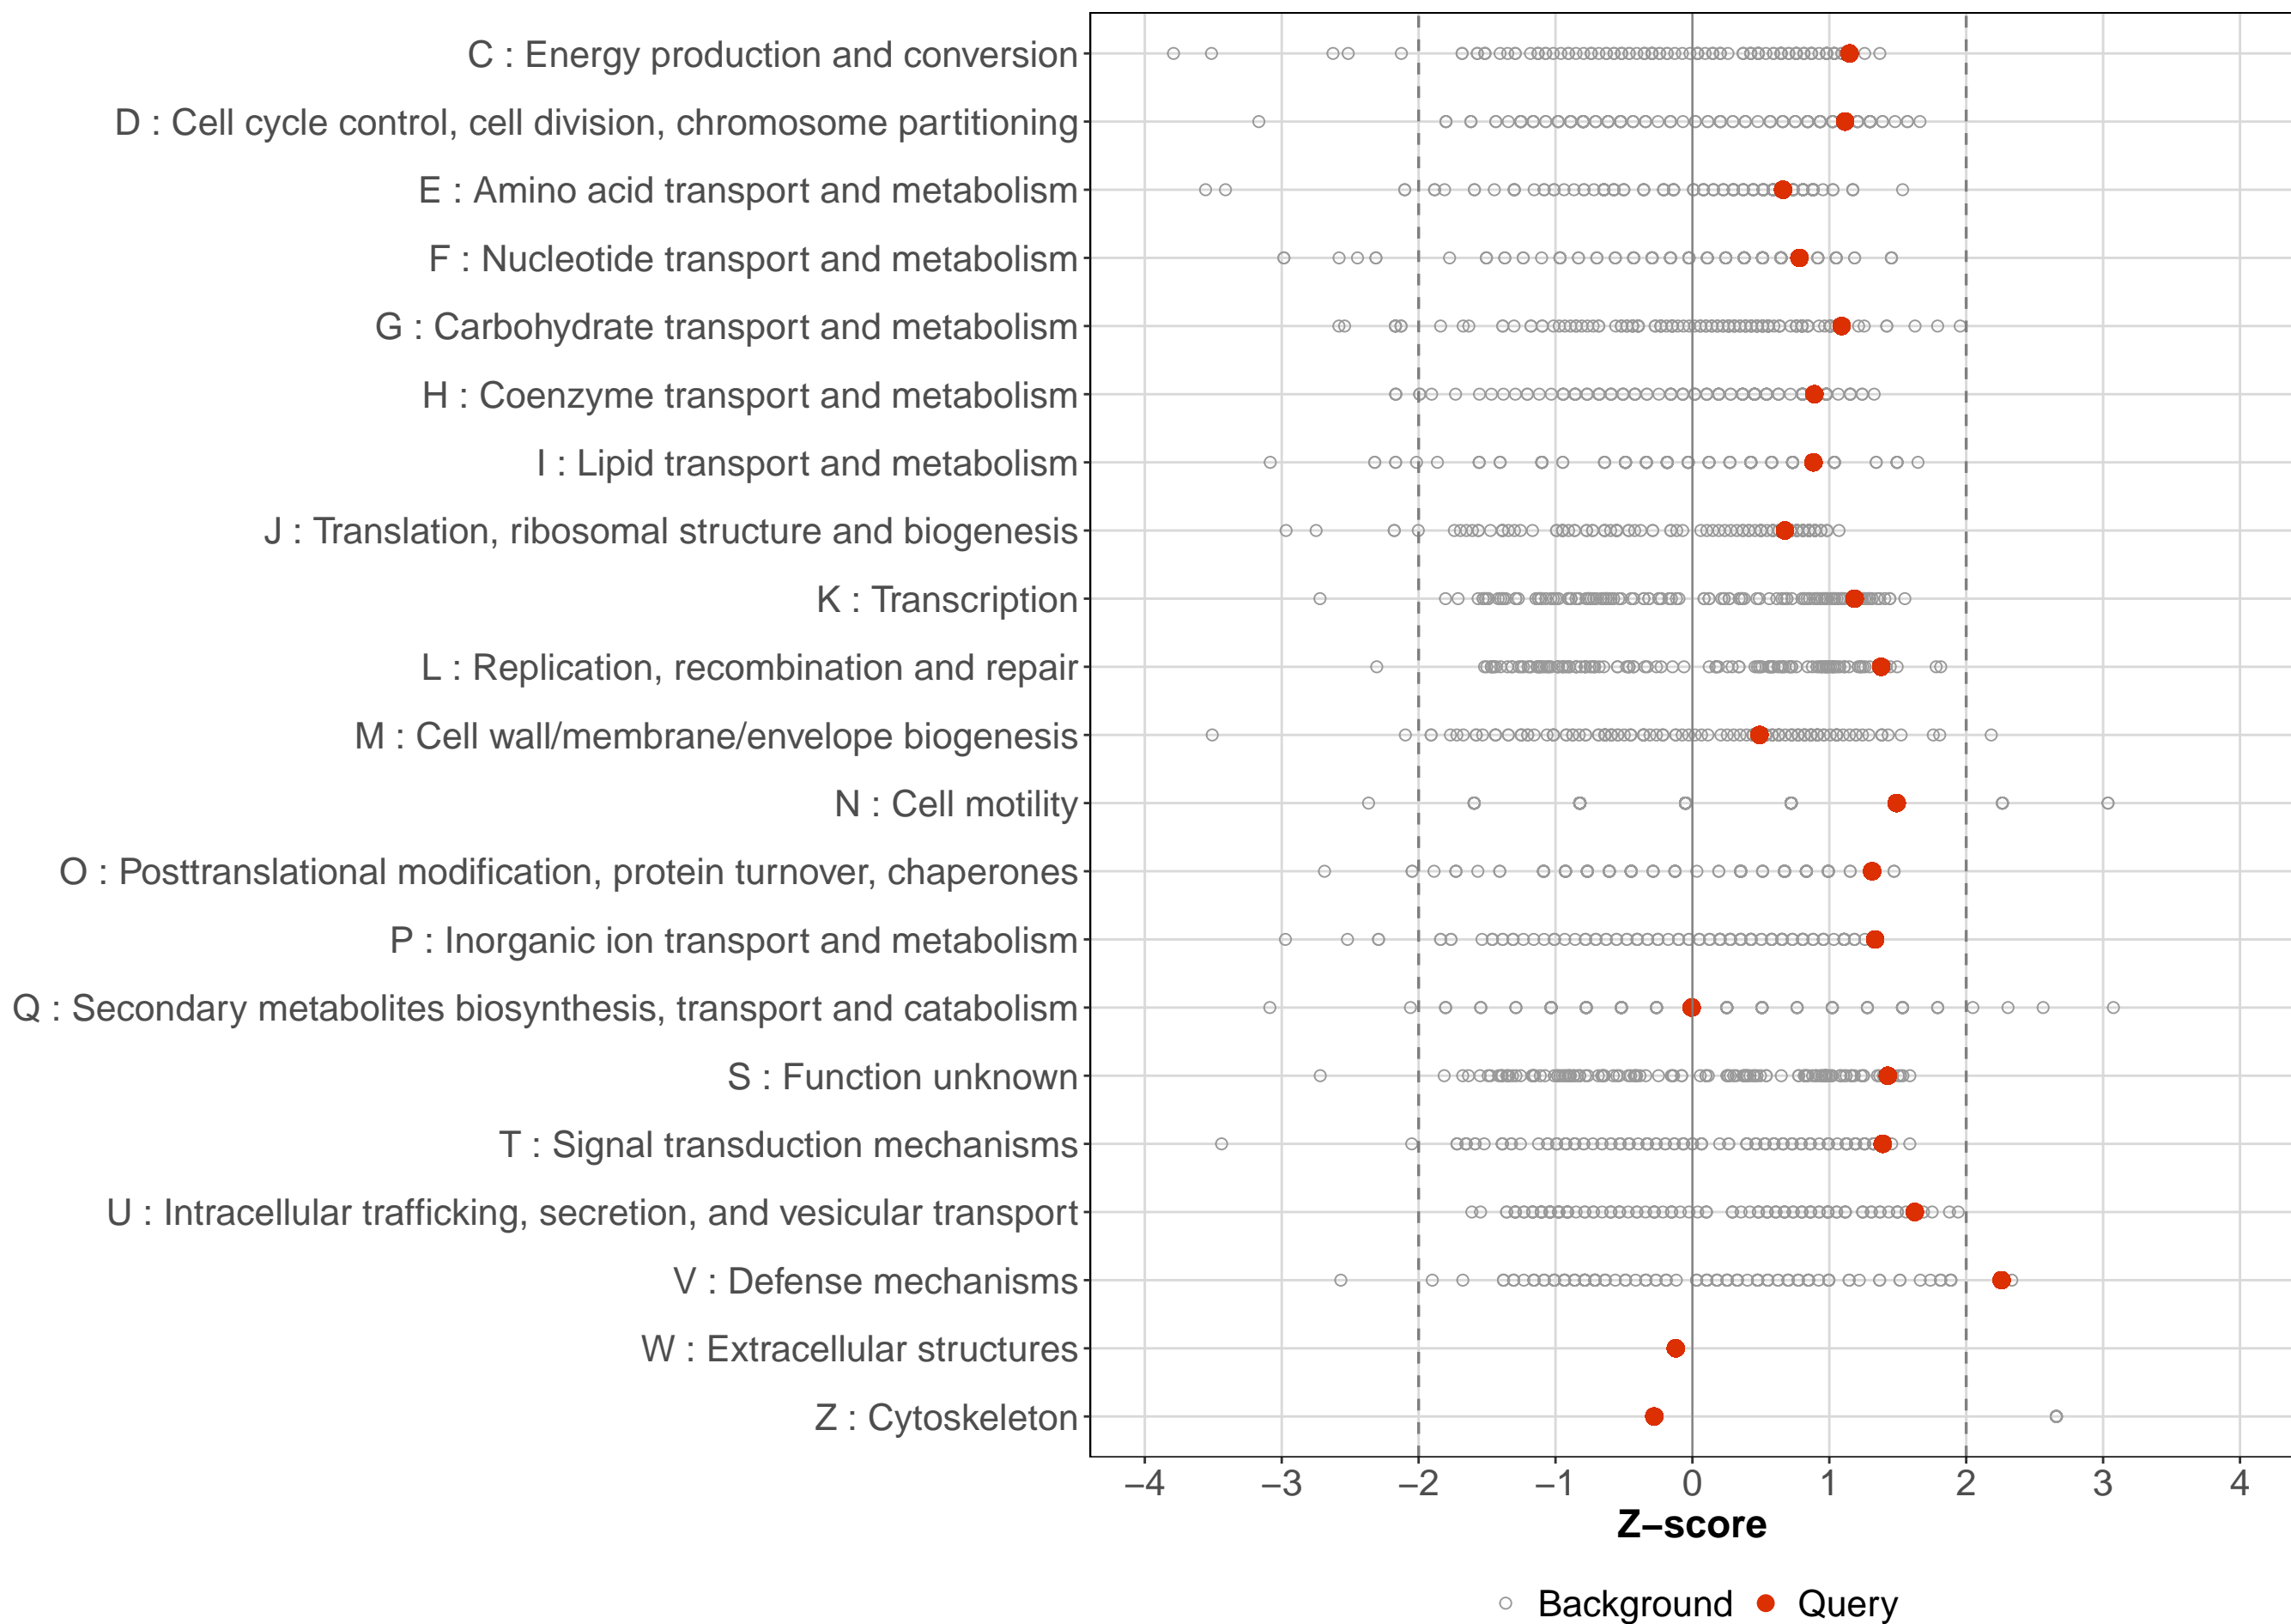 C : Energy production and conversion
D : Cell cycle control, cell division, chromosome partitioning
E : Amino acid transport and metabolism
F : Nucleotide transport and metabolism
G : Carbohydrate transport and metabolism
H : Coenzyme transport and metabolism
I : Lipid transport and metabolism
J : Translation, ribosomal structure and biogenesis
K : Transcription
L : Replication, recombination and repair
M : Cell wall/membrane/envelope biogenesis
N : Cell motility
O : Posttranslational modification, protein turnover, chaperones
P : Inorganic ion transport and metabolism
Q : Secondary metabolites biosynthesis, transport and catabolism
S : Function unknown
T : Signal transduction mechanisms
U : Intracellular trafficking, secretion, and vesicular transport
V : Defense mechanisms
W : Extracellular structures
Z : Cytoskeleton
−4 −3 −2 −1 0 1 2 3 4
Z−score
Background Query